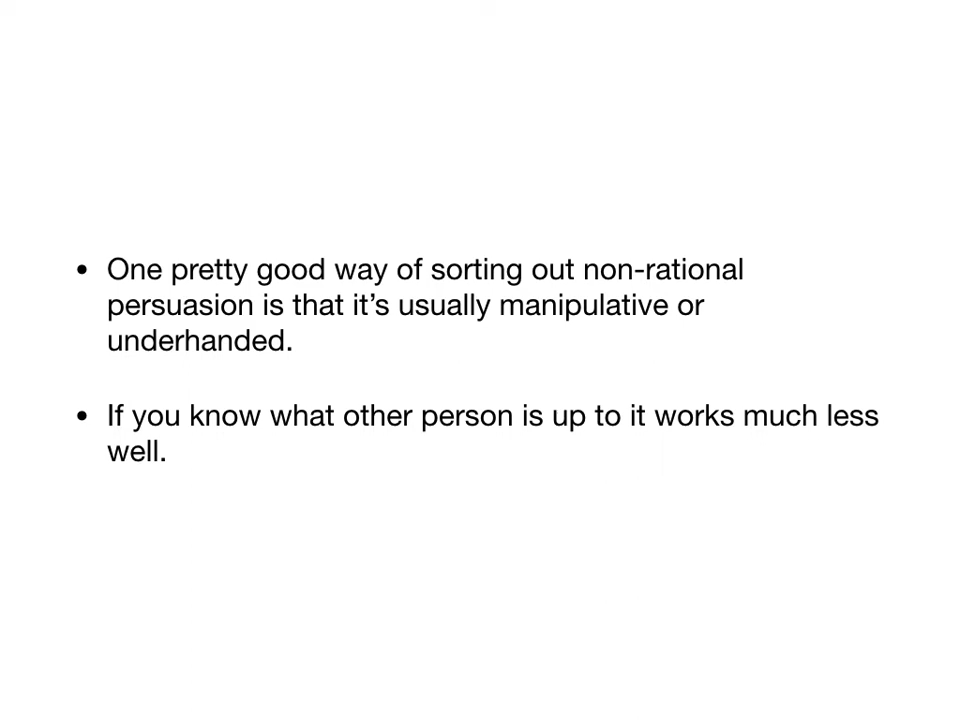 • One pretty good way of sorting out non-rational
persuasion is that it’s usually manipulative or
underhanded.
• If you know what other person is up to it works much less
well.